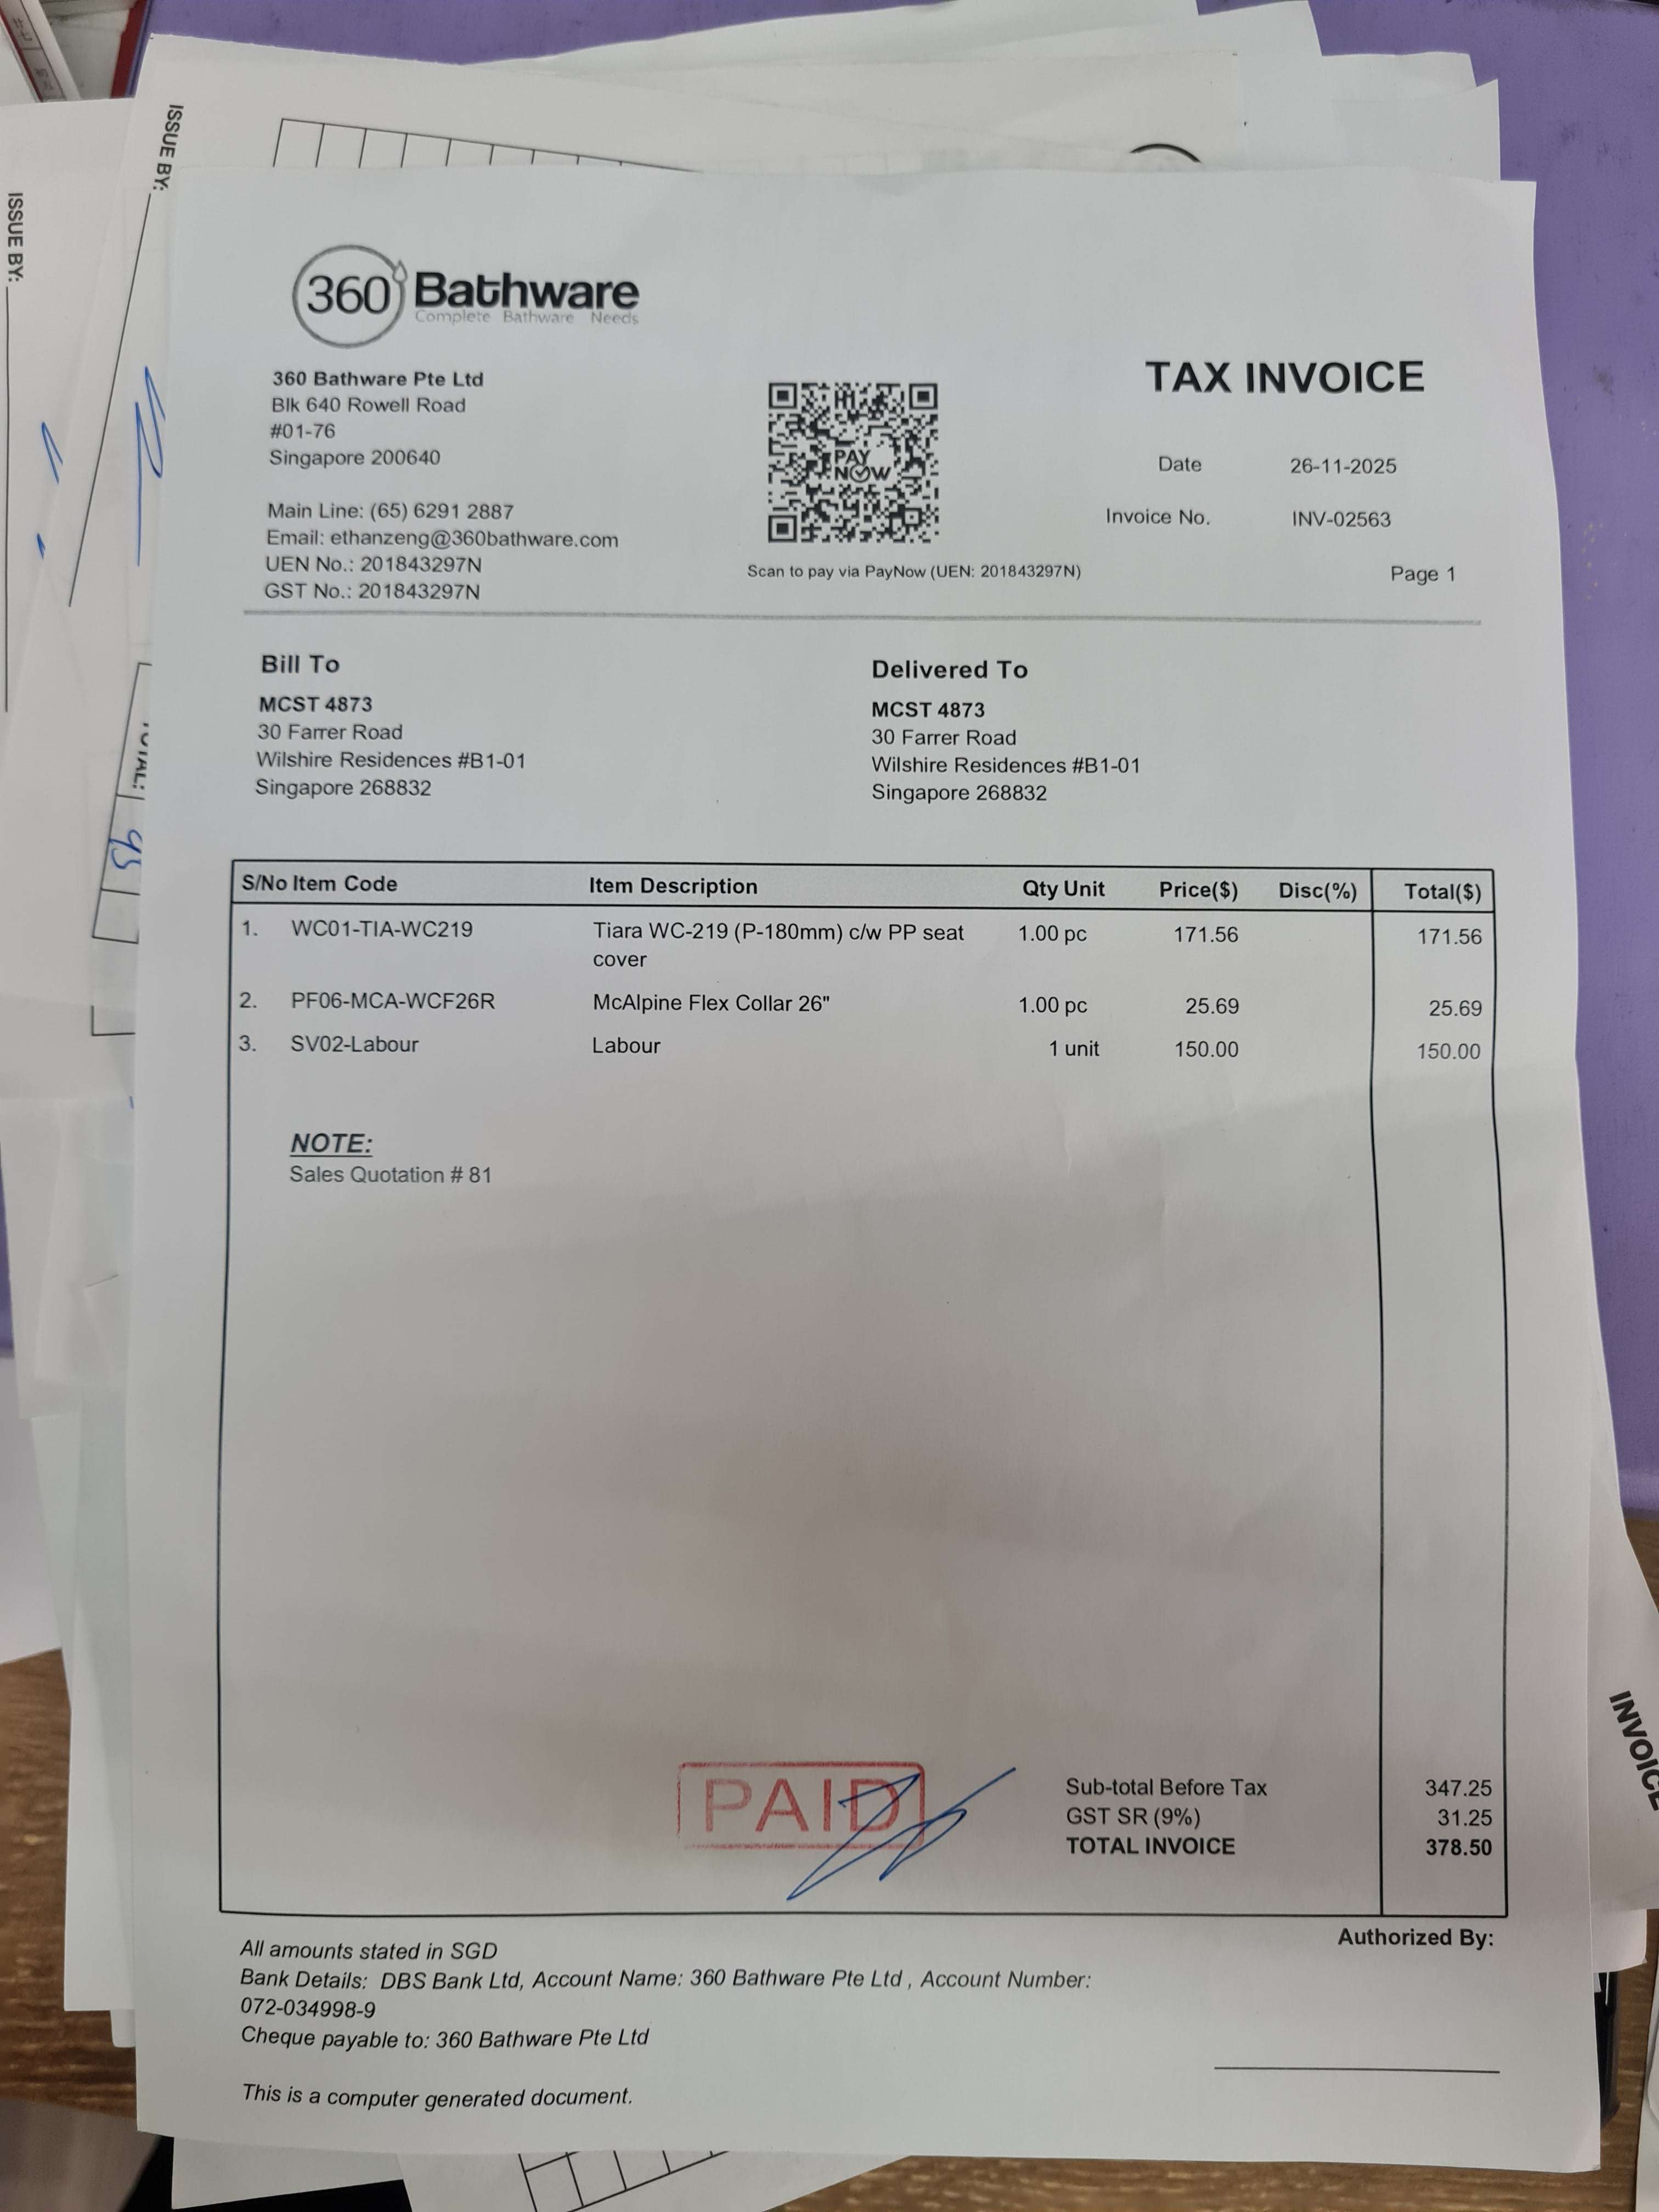 ISSUE BY:
ISSUE BY:
360 Bathware
Complete Bathware Needs
360 Bathware Pte Ltd
Blk 640 Rowell Road
#01-76
Singapore 200640
Main Line: (65) 6291 2887
Email: ethanzeng@360bathware.com
UEN No.: 201843297N
GST No.: 201843297N
PAY
NOW
Scan to pay via PayNow (UEN: 201843297N)
TAX INVOICE
Date 26-11-2025
Invoice No. INV-02563
Page 1
Bill To
MCST 4873
30 Farrer Road
Wilshire Residences #B1-01
Singapore 268832
Delivered To
MCST 4873
30 Farrer Road
Wilshire Residences #B1-01
Singapore 268832
TOTAL:
S/No Item Code Item Description Qty Unit Price($) Disc(%) Total($)
1. WC01-TIA-WC219 Tiara WC-219 (P-180mm) c/w PP seat 1.00 pc 171.56 171.56
cover
2. PF06-MCA-WCF26R McAlpine Flex Collar 26" 1.00 pc 25.69 25.69
3. SV02-Labour Labour 1 unit 150.00 150.00
NOTE:
Sales Quotation # 81
PAID
Sub-total Before Tax 347.25
GST SR (9%) 31.25
TOTAL INVOICE 378.50
Authorized By:
All amounts stated in SGD
Bank Details: DBS Bank Ltd, Account Name: 360 Bathware Pte Ltd , Account Number:
072-034998-9
Cheque payable to: 360 Bathware Pte Ltd
This is a computer generated document.
INVOICE